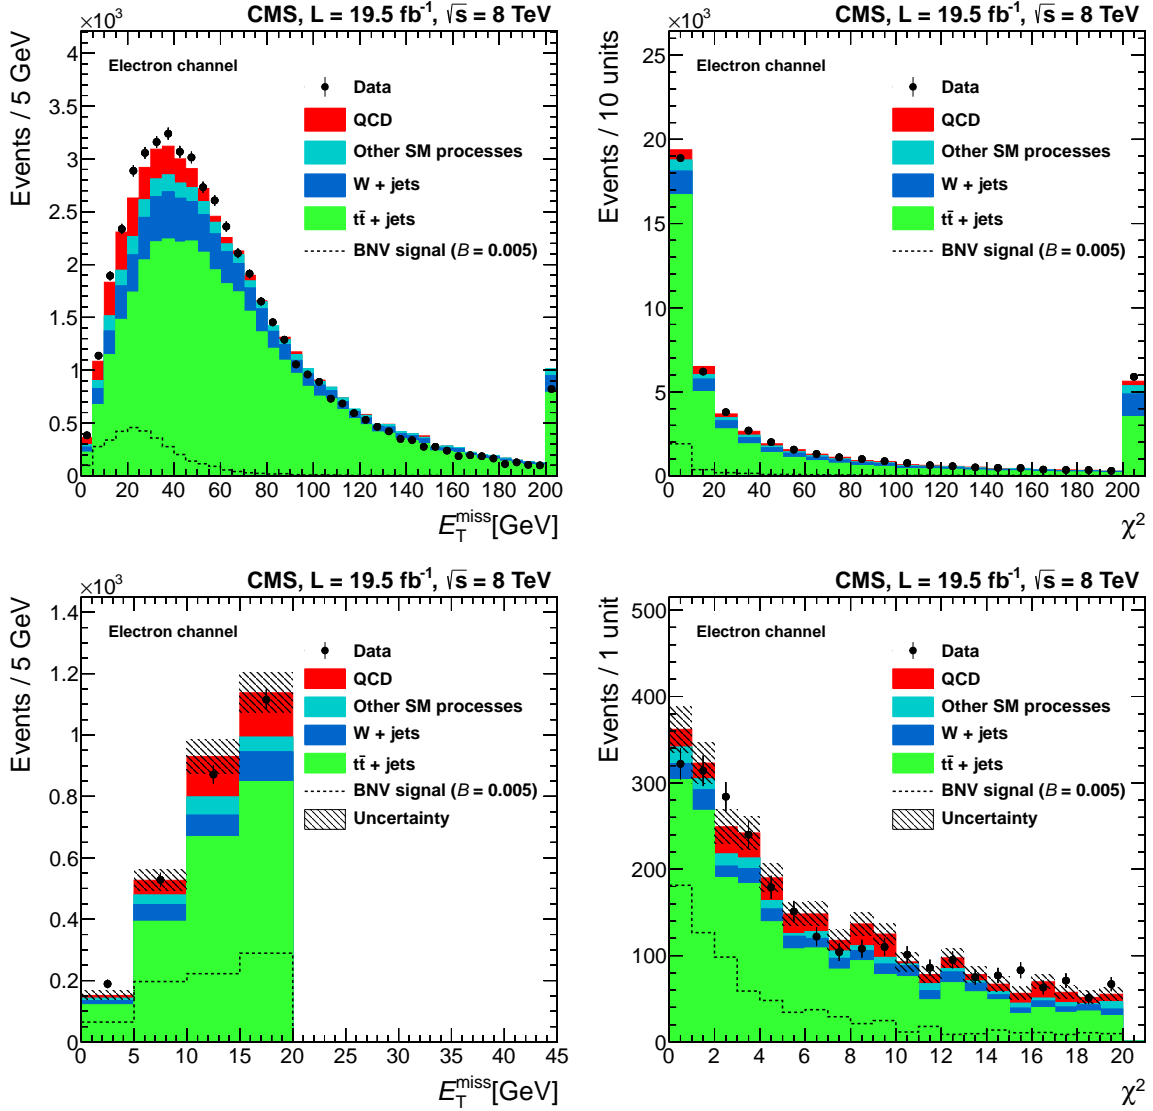 CMS, L = 19.5 fb⁻¹, √s = 8 TeV
×10³
Events / 5 GeV
Electron channel
Data
QCD
Other SM processes
W + jets
tt̄ + jets
BNV signal (B = 0.005)
4
3.5
3
2.5
2
1.5
1
0.5
0
0 20 40 60 80 100 120 140 160 180 200
E_T^miss [GeV]
CMS, L = 19.5 fb⁻¹, √s = 8 TeV
×10³
Events / 10 units
Electron channel
Data
QCD
Other SM processes
W + jets
tt̄ + jets
BNV signal (B = 0.005)
25
20
15
10
5
0
0 20 40 60 80 100 120 140 160 180 200
χ²
CMS, L = 19.5 fb⁻¹, √s = 8 TeV
×10³
Events / 5 GeV
Electron channel
Data
QCD
Other SM processes
W + jets
tt̄ + jets
BNV signal (B = 0.005)
Uncertainty
1.4
1.2
1
0.8
0.6
0.4
0.2
0
0 5 10 15 20 25 30 35 40 45
E_T^miss [GeV]
CMS, L = 19.5 fb⁻¹, √s = 8 TeV
Events / 1 unit
Electron channel
Data
QCD
Other SM processes
W + jets
tt̄ + jets
BNV signal (B = 0.005)
Uncertainty
500
400
300
200
100
0
0 2 4 6 8 10 12 14 16 18 20
χ²